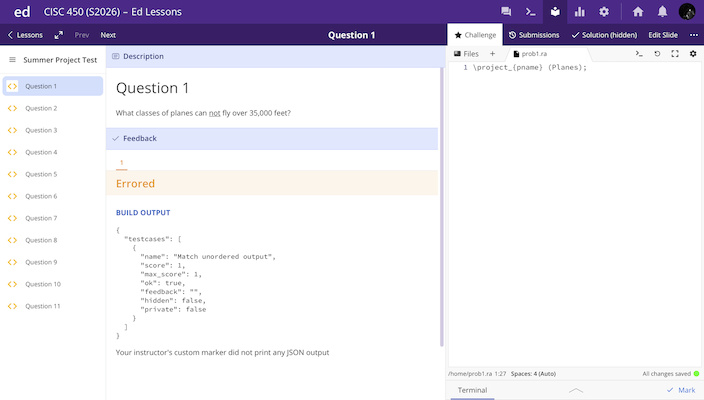 ed CISC 450 (S2026) – Ed Lessons
Lessons Prev Next Question 1 Challenge Submissions Solution (hidden) Edit Slide
Summer Project Test
Question 1
Question 2
Question 3
Question 4
Question 5
Question 6
Question 7
Question 8
Question 9
Question 10
Question 11
Description
Question 1
What classes of planes can not fly over 35,000 feet?
Feedback
1
Errored
BUILD OUTPUT
{
"testcases": [
{
"name": "Match unordered output",
"score": 1,
"max_score": 1,
"ok": true,
"feedback": "",
"hidden": false,
"private": false
}
]
}
Your instructor's custom marker did not print any JSON output
Files + prob1.ra
1 \project_{pname} (Planes);
/home/prob1.ra 1:27 Spaces: 4 (Auto) All changes saved
Terminal Mark